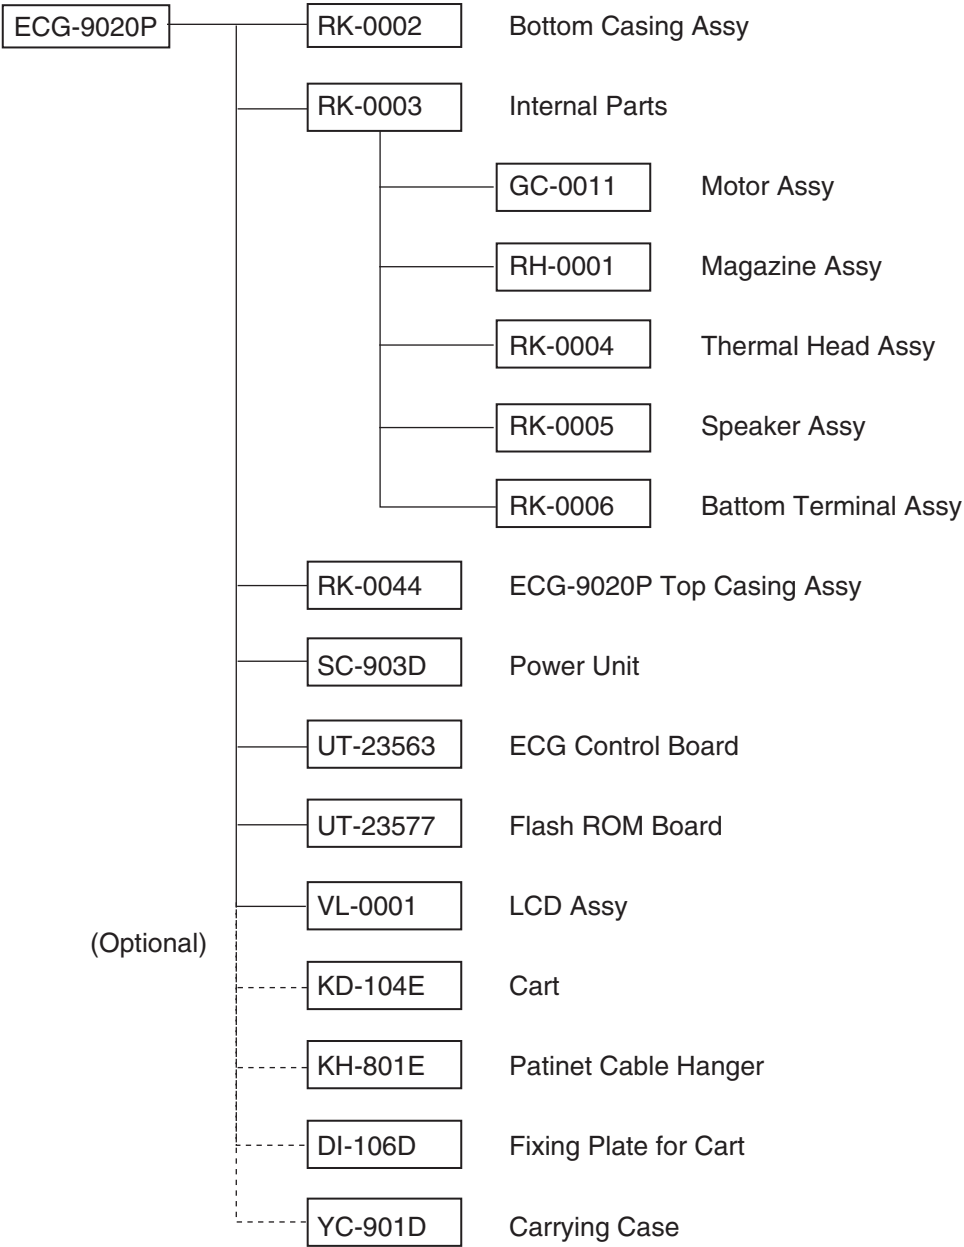 ECG-9020P
RK-0002 Bottom Casing Assy
RK-0003 Internal Parts
GC-0011 Motor Assy
RH-0001 Magazine Assy
RK-0004 Thermal Head Assy
RK-0005 Speaker Assy
RK-0006 Battom Terminal Assy
RK-0044 ECG-9020P Top Casing Assy
SC-903D Power Unit
UT-23563 ECG Control Board
UT-23577 Flash ROM Board
VL-0001 LCD Assy
(Optional)
KD-104E Cart
KH-801E Patinet Cable Hanger
DI-106D Fixing Plate for Cart
YC-901D Carrying Case